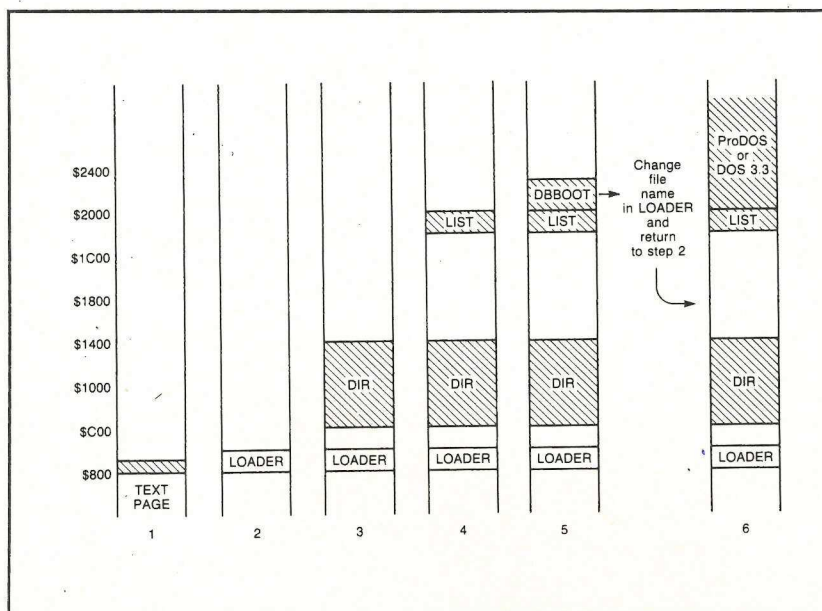 $2400
$2000
$1C00
$1800
$1400
$1000
$C00
$800
TEXT
PAGE
1
LOADER
2
DIR
LOADER
3
LIST
DIR
LOADER
4
DBBOOT
LIST
DIR
LOADER
5
Change
file
name
in LOADER
and
return
to step 2
ProDOS
or
DOS 3.3
LIST
DIR
LOADER
6